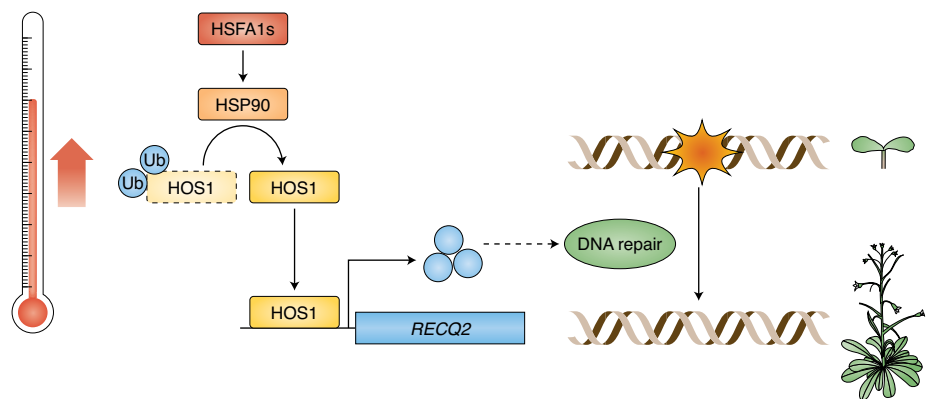 HSFA1s
HSP90
Ub
Ub
HOS1
HOS1
DNA repair
HOS1
RECQ2